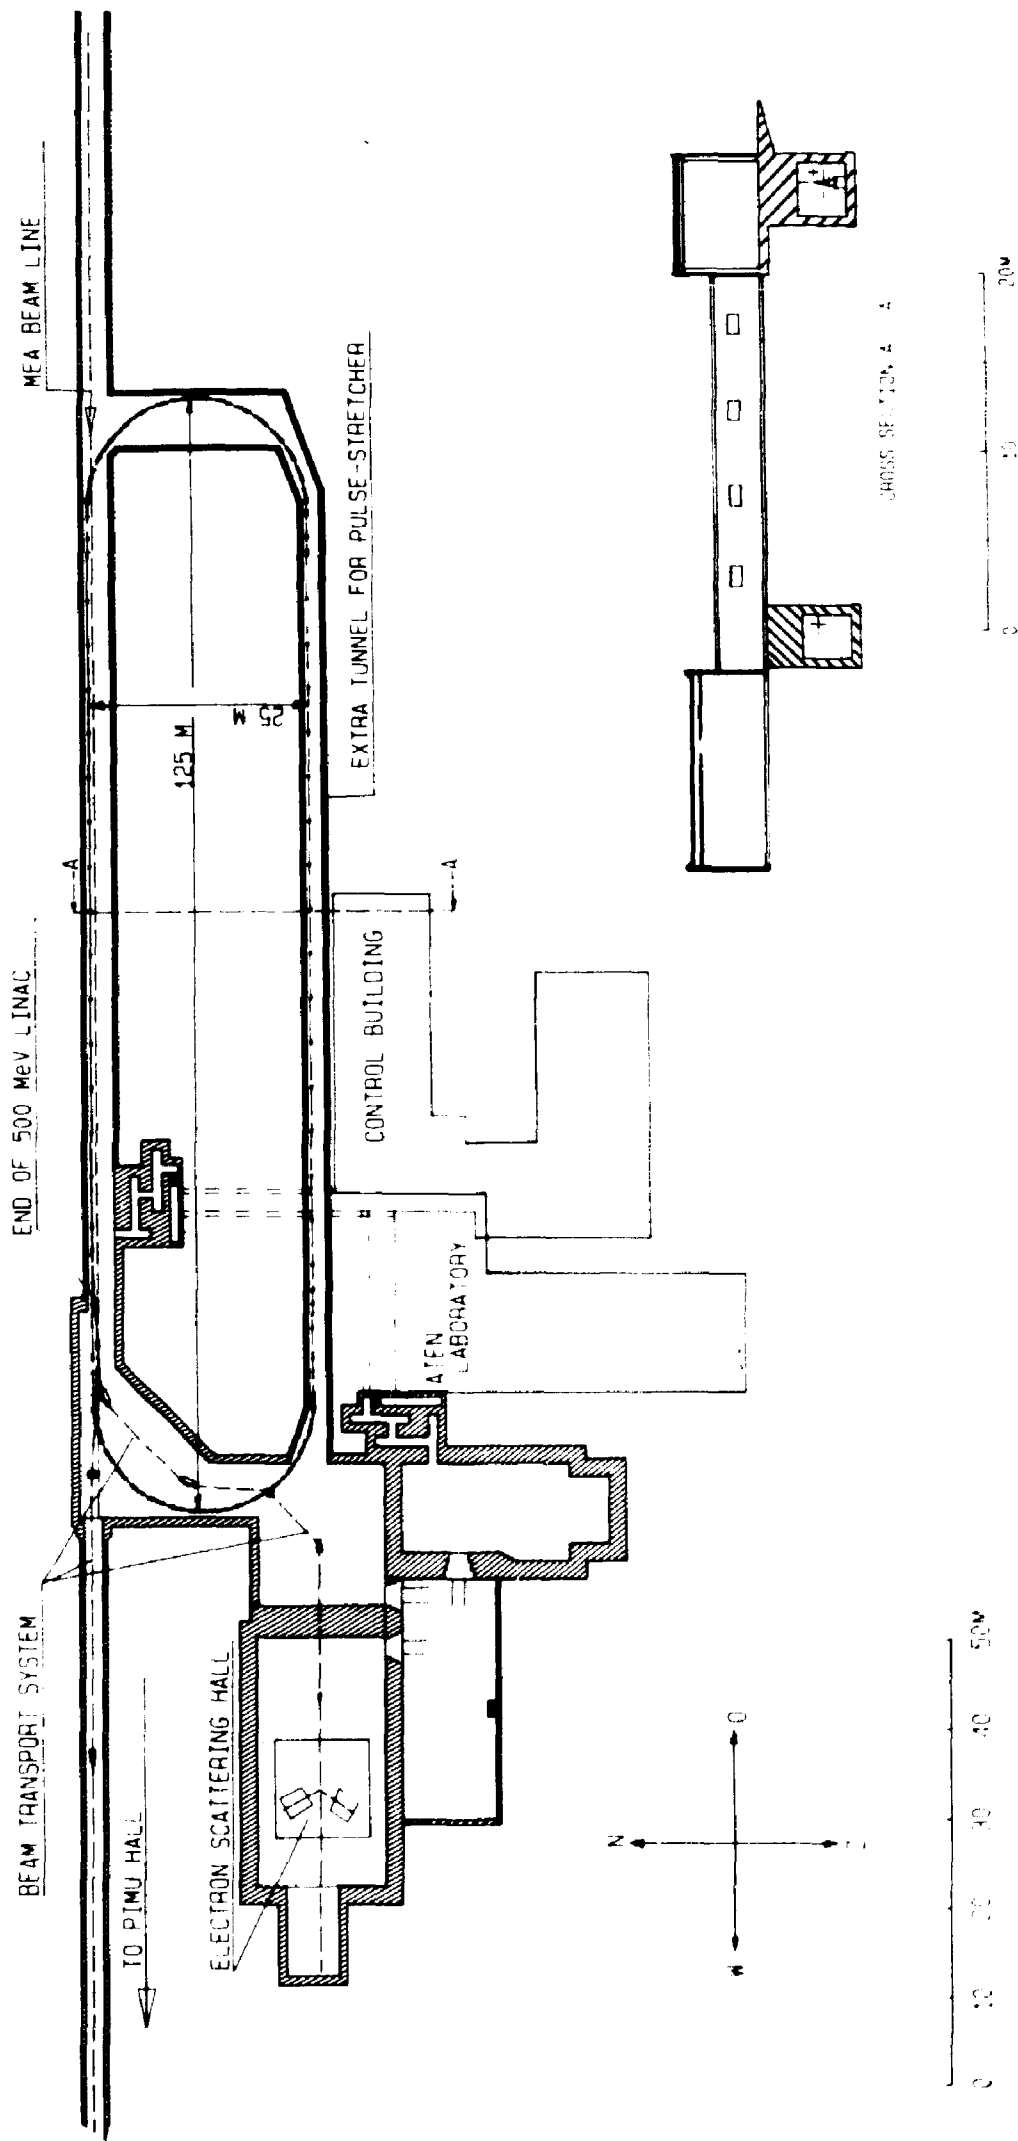 MEA BEAM LINE
END OF 500 MeV LINAC
BEAM TRANSPORT SYSTEM
TO PIMU HALL
ELECTRON SCATTERING HALL
125 M
25 M
EXTRA TUNNEL FOR PULSE-STRETCHER
A
A
CONTROL BUILDING
ATEN
LABORATORY
N
O
W
0 10 20 30 40 50M
CROSS SECTION A A
0 10 20M